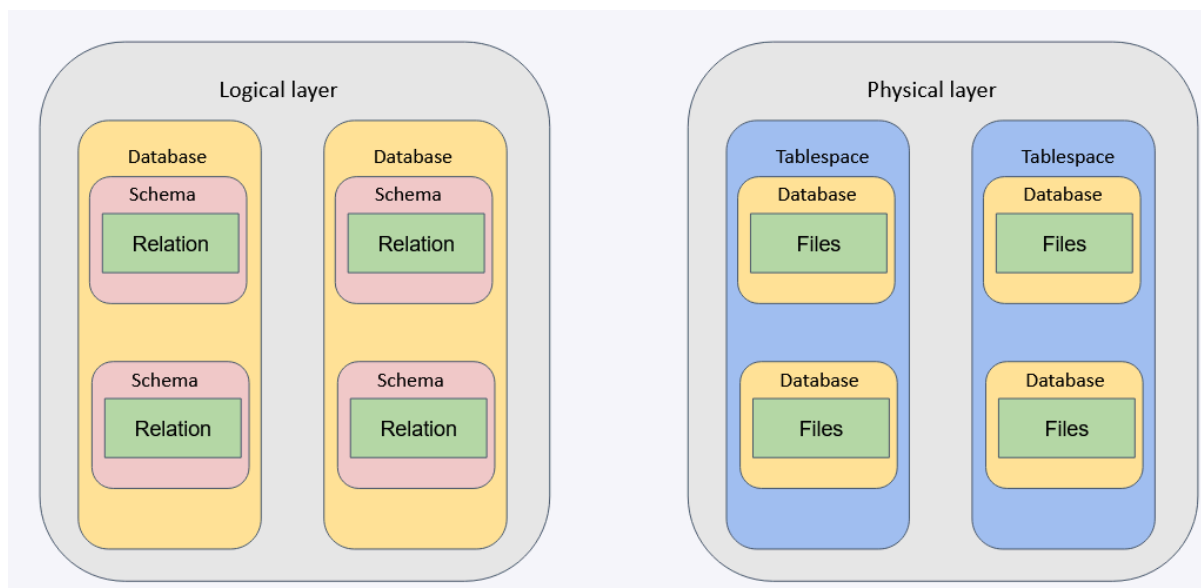 Logical layer
Database
Schema
Relation
Schema
Relation
Database
Schema
Relation
Schema
Relation
Physical layer
Tablespace
Database
Files
Database
Files
Tablespace
Database
Files
Database
Files